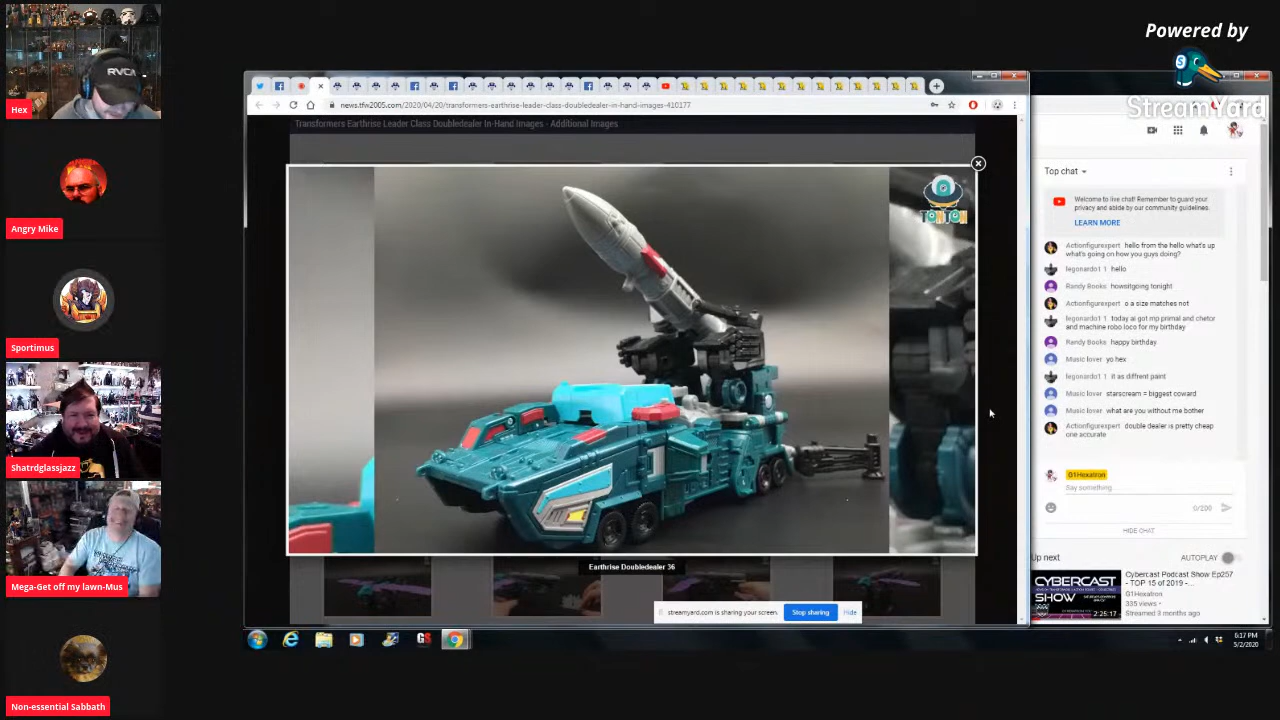 Powered by
StreamYard
RVCA
Hex
Angry Mike
Sportimus
Shatrdglassjazz
Mega-Get off my lawn-Mus
Non-essential Sabbath
news.tfw2005.com/2020/04/20/transformers-earthrise-leader-class-doubledealer-in-hand-images-410177
Transformers Earthrise Leader Class Doubledealer In-Hand Images - Additional Images
TONTON
Earthrise Doubledealer 36
streamyard.com is sharing your screen.
Stop sharing
Hide
Top chat
Welcome to live chat! Remember to guard your
privacy and abide by our community guidelines.
LEARN MORE
Actionfigurexpert hello from the hello what's up
what's going on how you guys doing?
legonardo1 1 hello
Randy Books howsitgoing tonight
Actionfigurexpert o a size matches not
legonardo1 1 today ai got mp primal and chetor
and machine robo loco for my birthday
Randy Books happy birthday
Music lover yo hex
legonardo1 1 it as diffrent paint
Music lover starscream = biggest coward
Music lover what are you without me bother
Actionfigurexpert double dealer is pretty cheap
one accurate
G1Hexatron
Say something...
0/200
HIDE CHAT
Up next
AUTOPLAY
CYBERCAST
SHOW
2:25:17
Cybercast Podcast Show Ep257
- TOP 15 of 2019 -...
G1Hexatron
335 views •
Streamed 3 months ago
GS
6:17 PM
5/2/2020